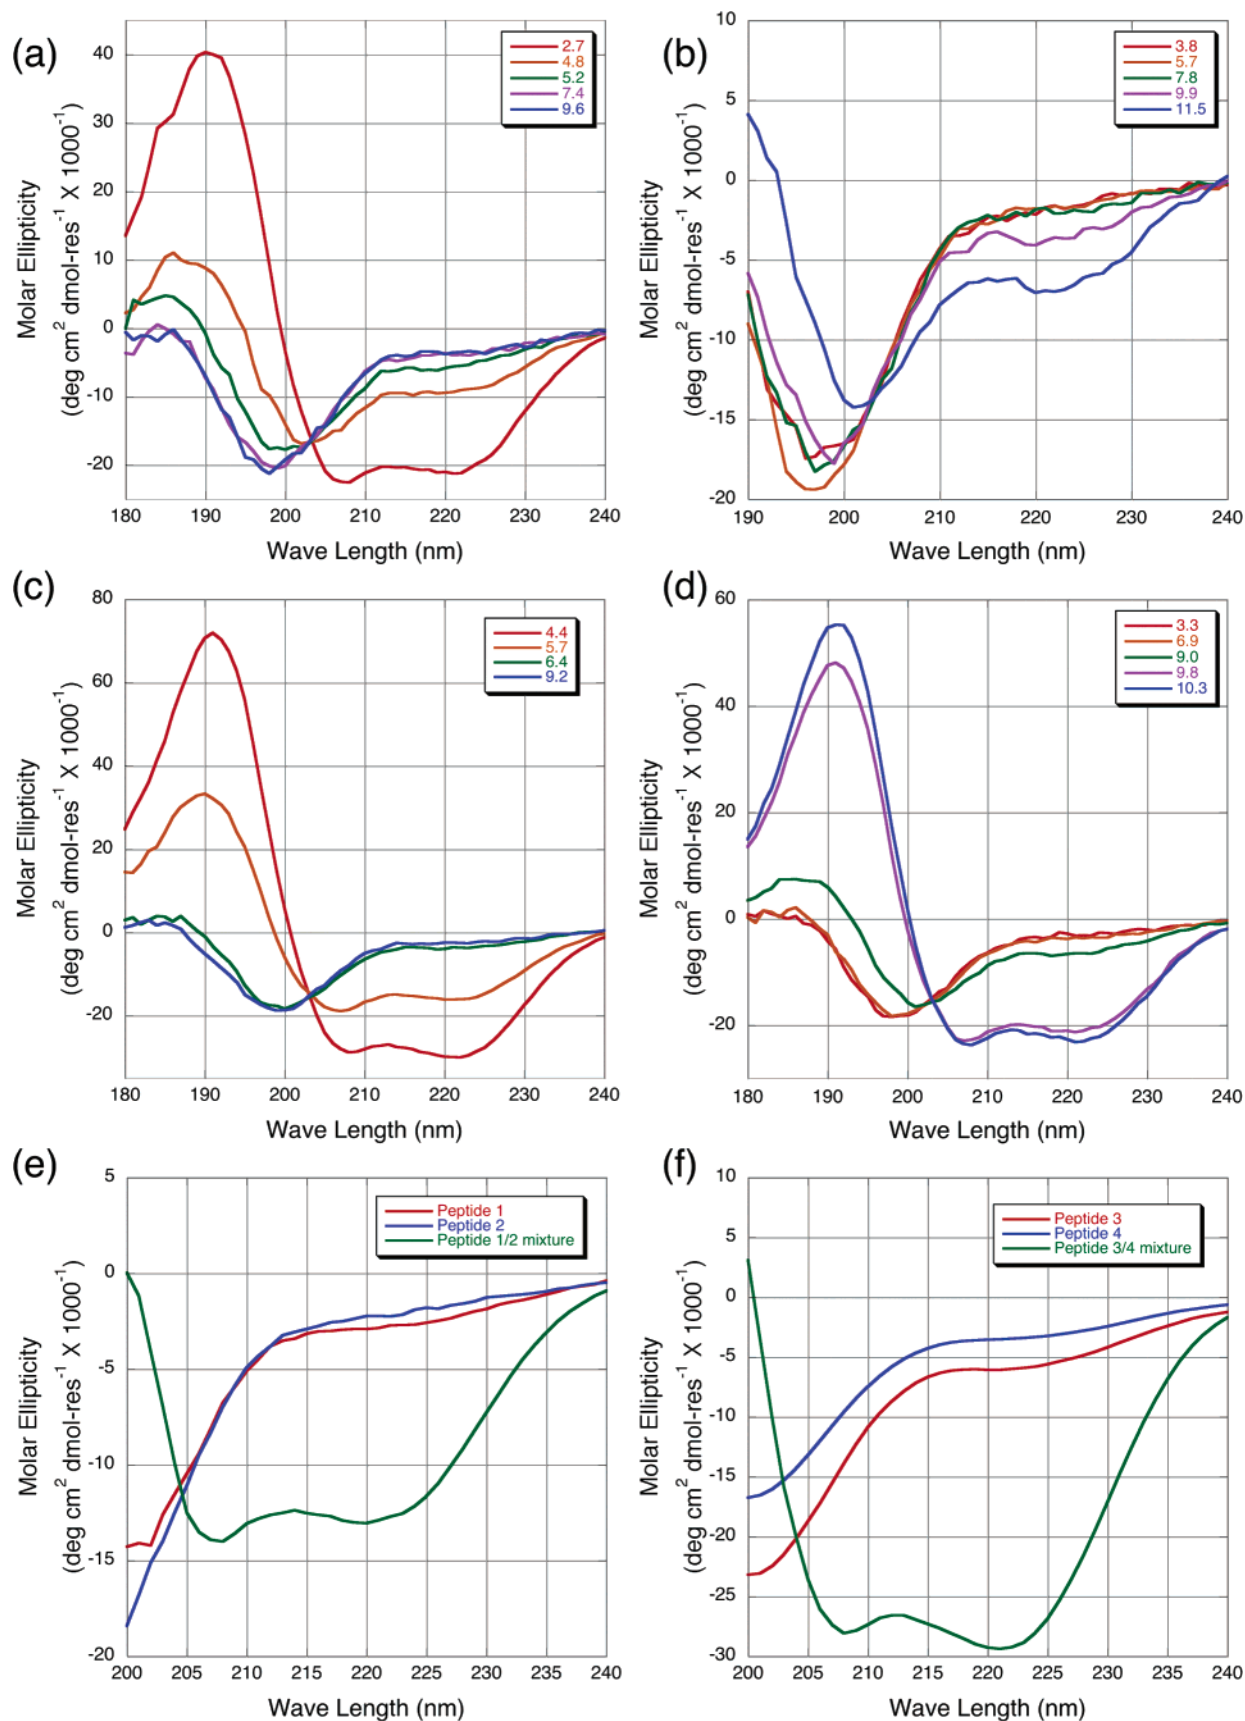 (a)
Molar Ellipticity
(deg cm² dmol-res⁻¹ X 1000⁻¹)
40
30
20
10
0
-10
-20
2.7
4.8
5.2
7.4
9.6
180 190 200 210 220 230 240
Wave Length (nm)
(b)
Molar Ellipticity
(deg cm² dmol-res⁻¹ X 1000⁻¹)
10
5
0
-5
-10
-15
-20
3.8
5.7
7.8
9.9
11.5
190 200 210 220 230 240
Wave Length (nm)
(c)
Molar Ellipticity
(deg cm² dmol-res⁻¹ X 1000⁻¹)
80
60
40
20
0
-20
4.4
5.7
6.4
9.2
180 190 200 210 220 230 240
Wave Length (nm)
(d)
Molar Ellipticity
(deg cm² dmol-res⁻¹ X 1000⁻¹)
60
40
20
0
-20
3.3
6.9
9.0
9.8
10.3
180 190 200 210 220 230 240
Wave Length (nm)
(e)
Molar Ellipticity
(deg cm² dmol-res⁻¹ X 1000⁻¹)
5
0
-5
-10
-15
-20
Peptide 1
Peptide 2
Peptide 1/2 mixture
200 205 210 215 220 225 230 235 240
Wave Length (nm)
(f)
Molar Ellipticity
(deg cm² dmol-res⁻¹ X 1000⁻¹)
10
5
0
-5
-10
-15
-20
-25
-30
Peptide 3
Peptide 4
Peptide 3/4 mixture
200 205 210 215 220 225 230 235 240
Wave Length (nm)